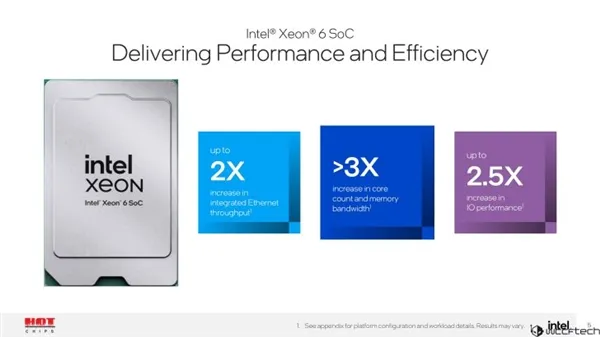 Intel® Xeon® 6 SoC
Delivering Performance and Efficiency
intel
XEON
Intel® Xeon® 6 SoC
up to
2X
increase in
integrated Ethernet
throughput¹
>3X
increase in core
count and memory
bandwidth¹
up to
2.5X
increase in
IO performance¹
HOT
CHIPS
1. See appendix for platform configuration and workload details. Results may vary.
intel
wccftech